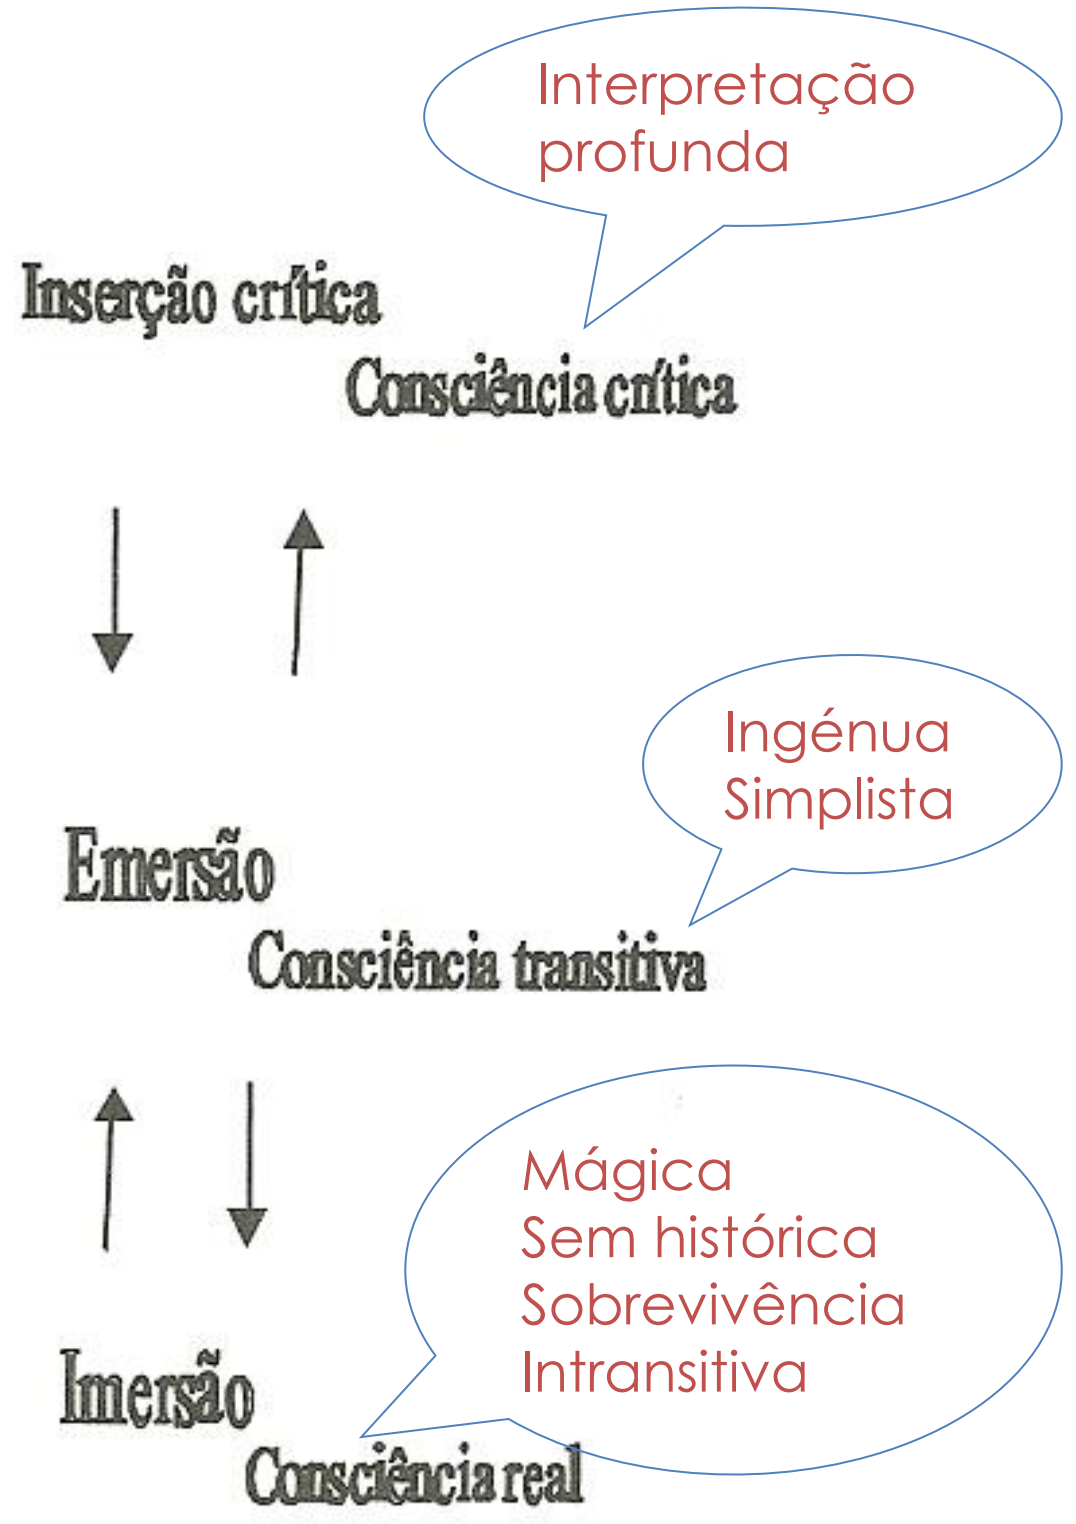 Interpretação
profunda
Inserção crítica
Consciência crítica
Ingénua
Simplista
Emersão
Consciência transitiva
Mágica
Sem histórica
Sobrevivência
Intransitiva
Imersão
Consciência real